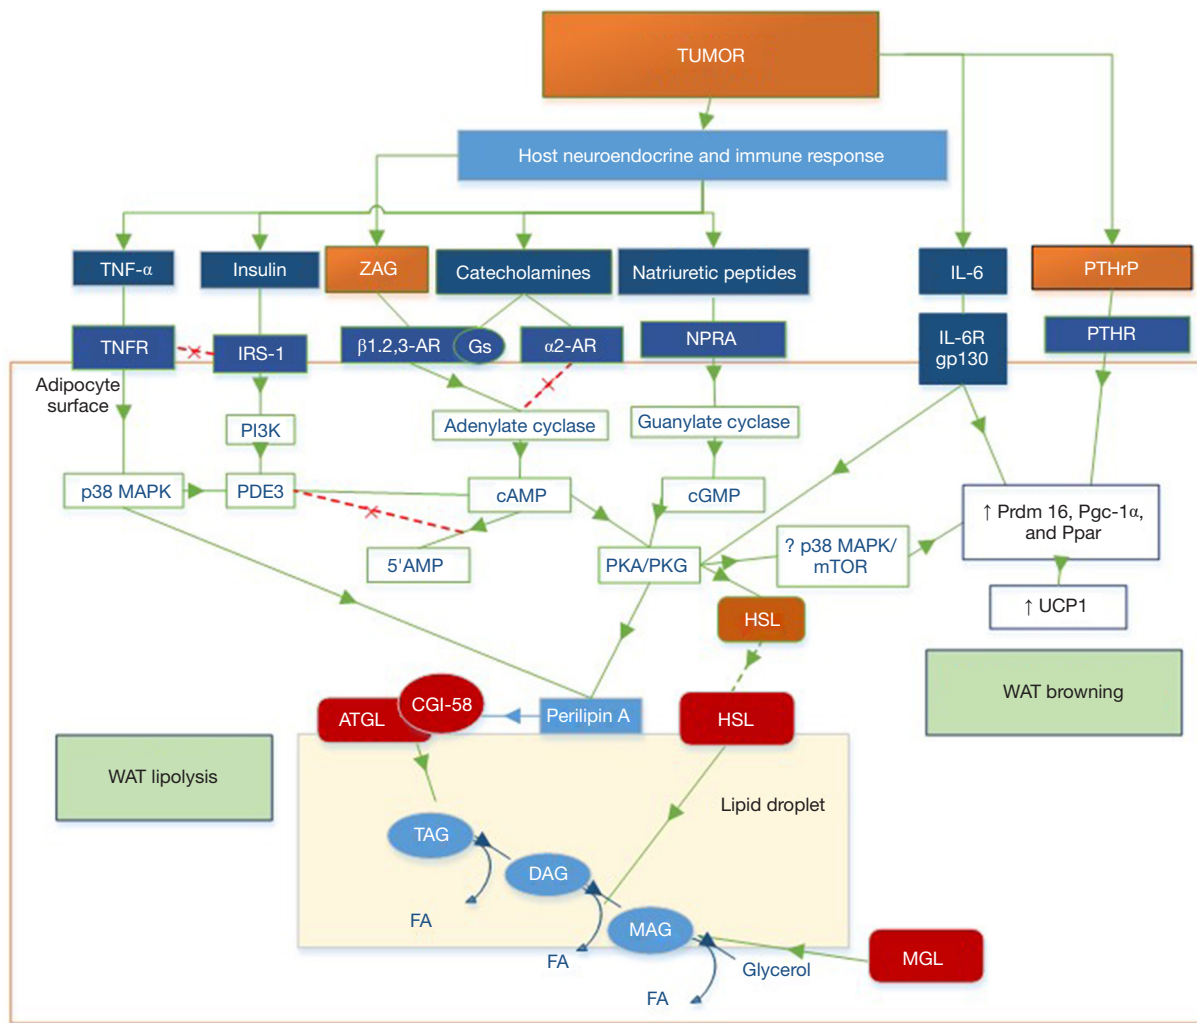 TUMOR
Host neuroendocrine and immune response
TNF-α
Insulin
ZAG
Catecholamines
Natriuretic peptides
IL-6
PTHrP
TNFR
IRS-1
β1.2,3-AR
Gs
α2-AR
NPRA
IL-6R
gp130
PTHR
Adipocyte
surface
PI3K
Adenylate cyclase
Guanylate cyclase
p38 MAPK
PDE3
cAMP
cGMP
↑ Prdm 16, Pgc-1α,
and Ppar
5'AMP
PKA/PKG
? p38 MAPK/
mTOR
↑ UCP1
HSL
WAT browning
ATGL
CGI-58
Perilipin A
HSL
WAT lipolysis
Lipid droplet
TAG
DAG
FA
MAG
FA
Glycerol
MGL
FA